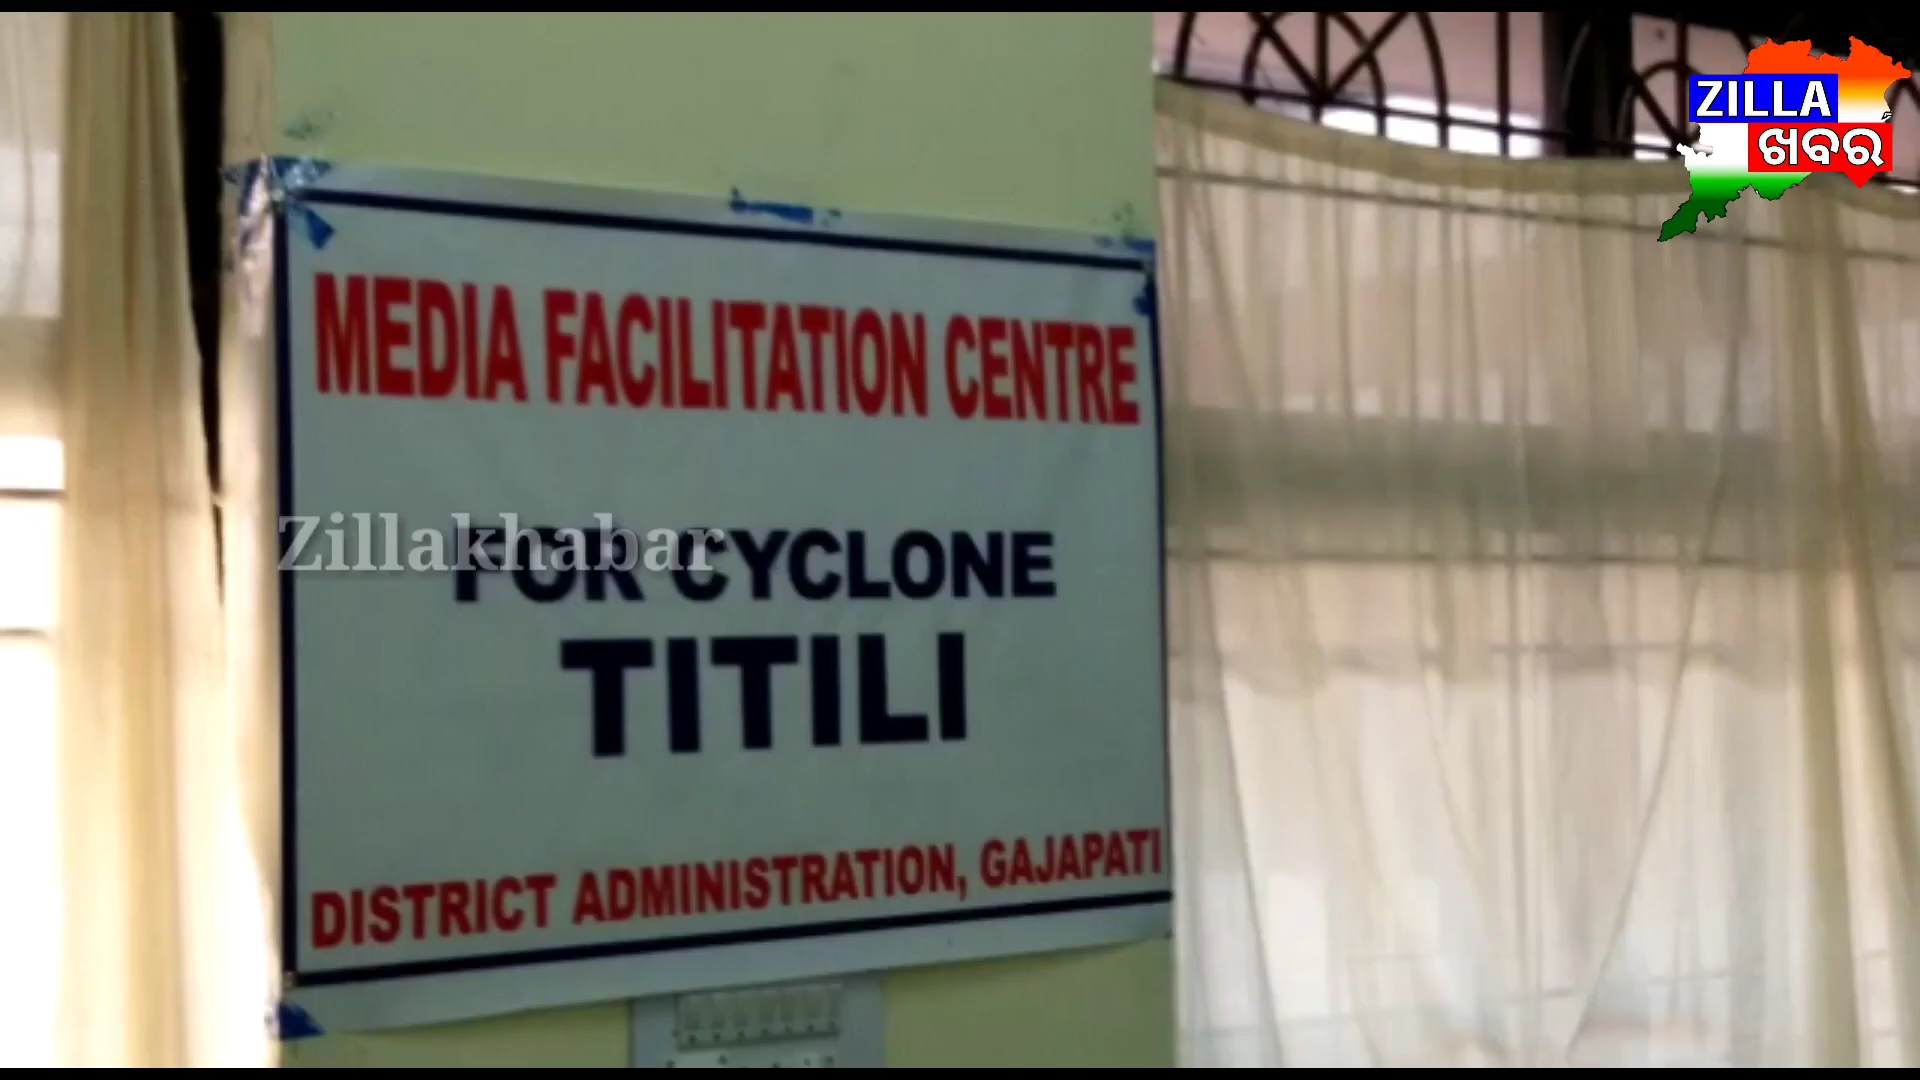 ZILLA
ଖବର
MEDIA FACILITATION CENTRE
Zillakhabar
FOR CYCLONE
TITILI
DISTRICT ADMINISTRATION, GAJAPATI